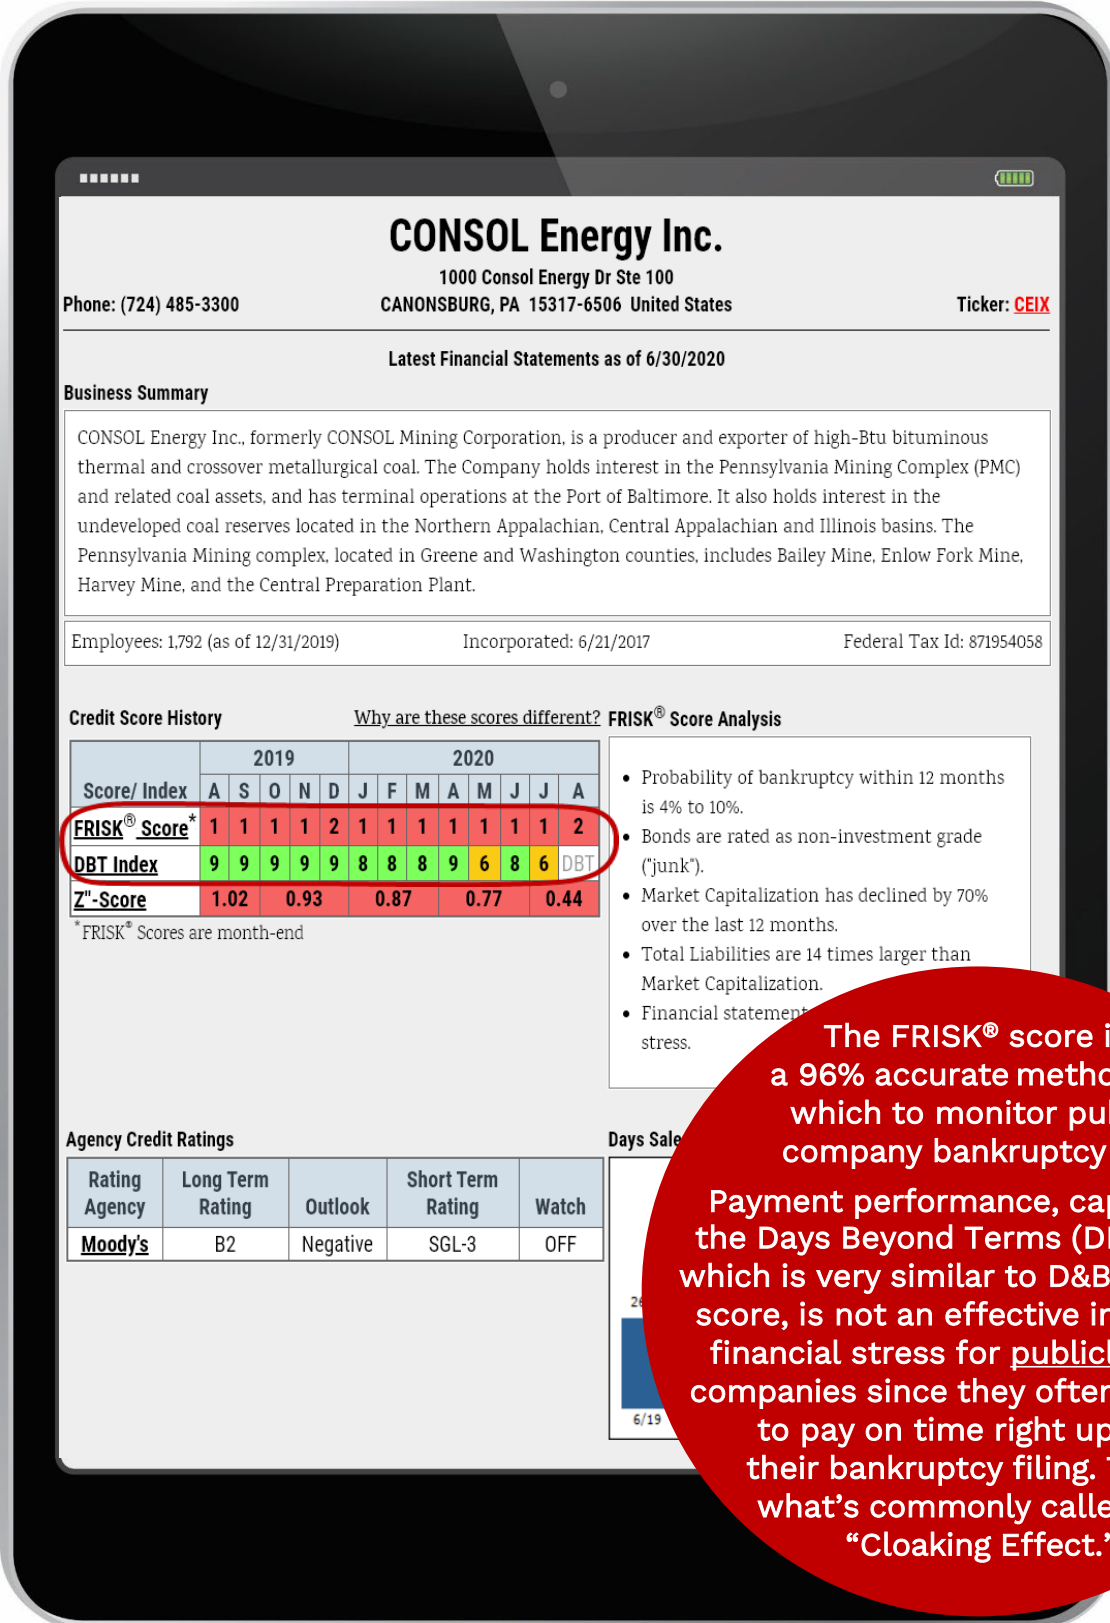 CONSOL Energy Inc.
1000 Consol Energy Dr Ste 100
Phone: (724) 485-3300 CANONSBURG, PA 15317-6506 United States Ticker: CEIX
Latest Financial Statements as of 6/30/2020
Business Summary
CONSOL Energy Inc., formerly CONSOL Mining Corporation, is a producer and exporter of high-Btu bituminous
thermal and crossover metallurgical coal. The Company holds interest in the Pennsylvania Mining Complex (PMC)
and related coal assets, and has terminal operations at the Port of Baltimore. It also holds interest in the
undeveloped coal reserves located in the Northern Appalachian, Central Appalachian and Illinois basins. The
Pennsylvania Mining complex, located in Greene and Washington counties, includes Bailey Mine, Enlow Fork Mine,
Harvey Mine, and the Central Preparation Plant.
Employees: 1,792 (as of 12/31/2019) Incorporated: 6/21/2017 Federal Tax Id: 871954058
Credit Score History Why are these scores different?
2019 2020
Score/ Index A S O N D J F M A M J J A
FRISK® Score* 1 1 1 1 2 1 1 1 1 1 1 1 2
DBT Index 9 9 9 9 9 8 8 8 9 6 8 6 DBT
Z"-Score 1.02 0.93 0.87 0.77 0.44
*FRISK® Scores are month-end
FRISK® Score Analysis
• Probability of bankruptcy within 12 months
is 4% to 10%.
• Bonds are rated as non-investment grade
("junk").
• Market Capitalization has declined by 70%
over the last 12 months.
• Total Liabilities are 14 times larger than
Market Capitalization.
• Financial statement
stress.
Agency Credit Ratings
Rating Agency Long Term Rating Outlook Short Term Rating Watch
Moody's B2 Negative SGL-3 OFF
Days Sale
26
6/19
The FRISK® score i
a 96% accurate metho
which to monitor pu
company bankruptcy
Payment performance, cap
the Days Beyond Terms (D
which is very similar to D&B
score, is not an effective in
financial stress for publicl
companies since they often
to pay on time right up
their bankruptcy filing. T
what's commonly calle
"Cloaking Effect."